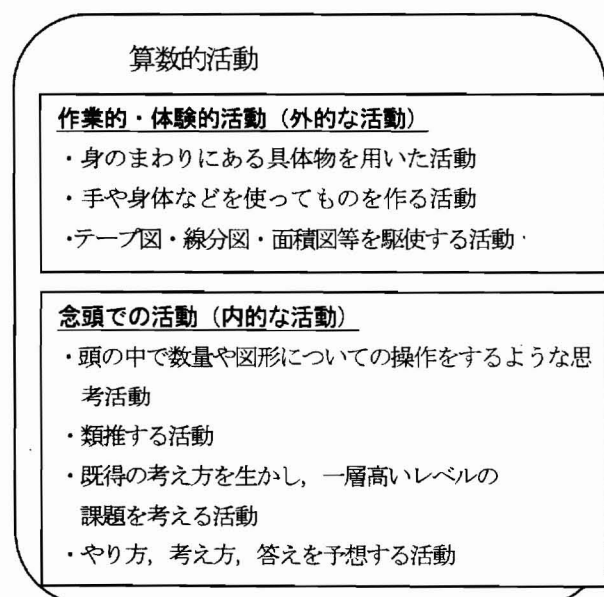 算数的活動
作業的・体験的活動（外的な活動）
・身のまわりにある具体物を用いた活動
・手や身体などを使ってものを作る活動
・テープ図・線分図・面積図等を駆使する活動
念頭での活動（内的な活動）
・頭の中で数量や図形についての操作をするような思
考活動
・類推する活動
・既得の考え方を生かし，一層高いレベルの
課題を考える活動
・やり方，考え方，答えを予想する活動